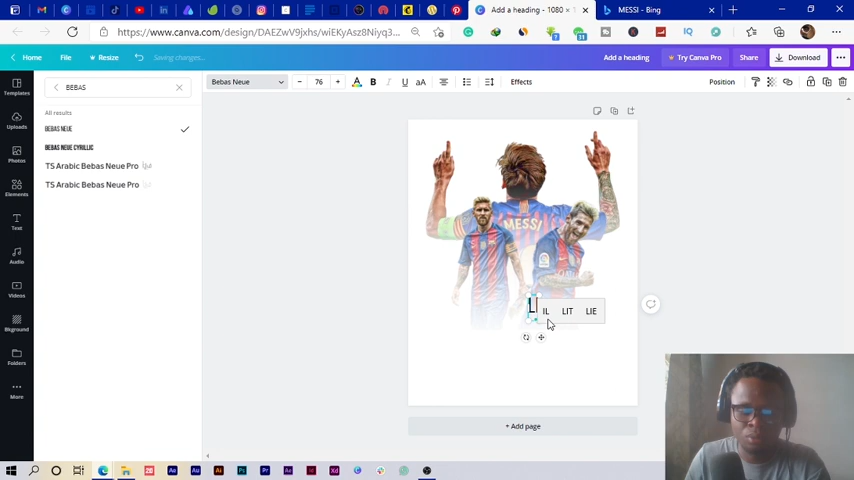 Add a heading - 1080 ×
MESSI - Bing
https://www.canva.com/design/DAEZwV9jxhs/wiEKyAsz8Niyq3...
Home
File
Resize
Saving changes...
Add a heading
Try Canva Pro
Share
Download
Bebas Neue
76
B
I
U
aA
Effects
Position
Templates
Uploads
Photos
Elements
Text
Audio
Videos
Bkground
Folders
More
BEBAS
All results
BEBAS NEUE
BEBAS NEUE CYRILLIC
TS Arabic Bebas Neue Pro
TS Arabic Bebas Neue Pro
MESSI
L
IL LIT LIE
+ Add page